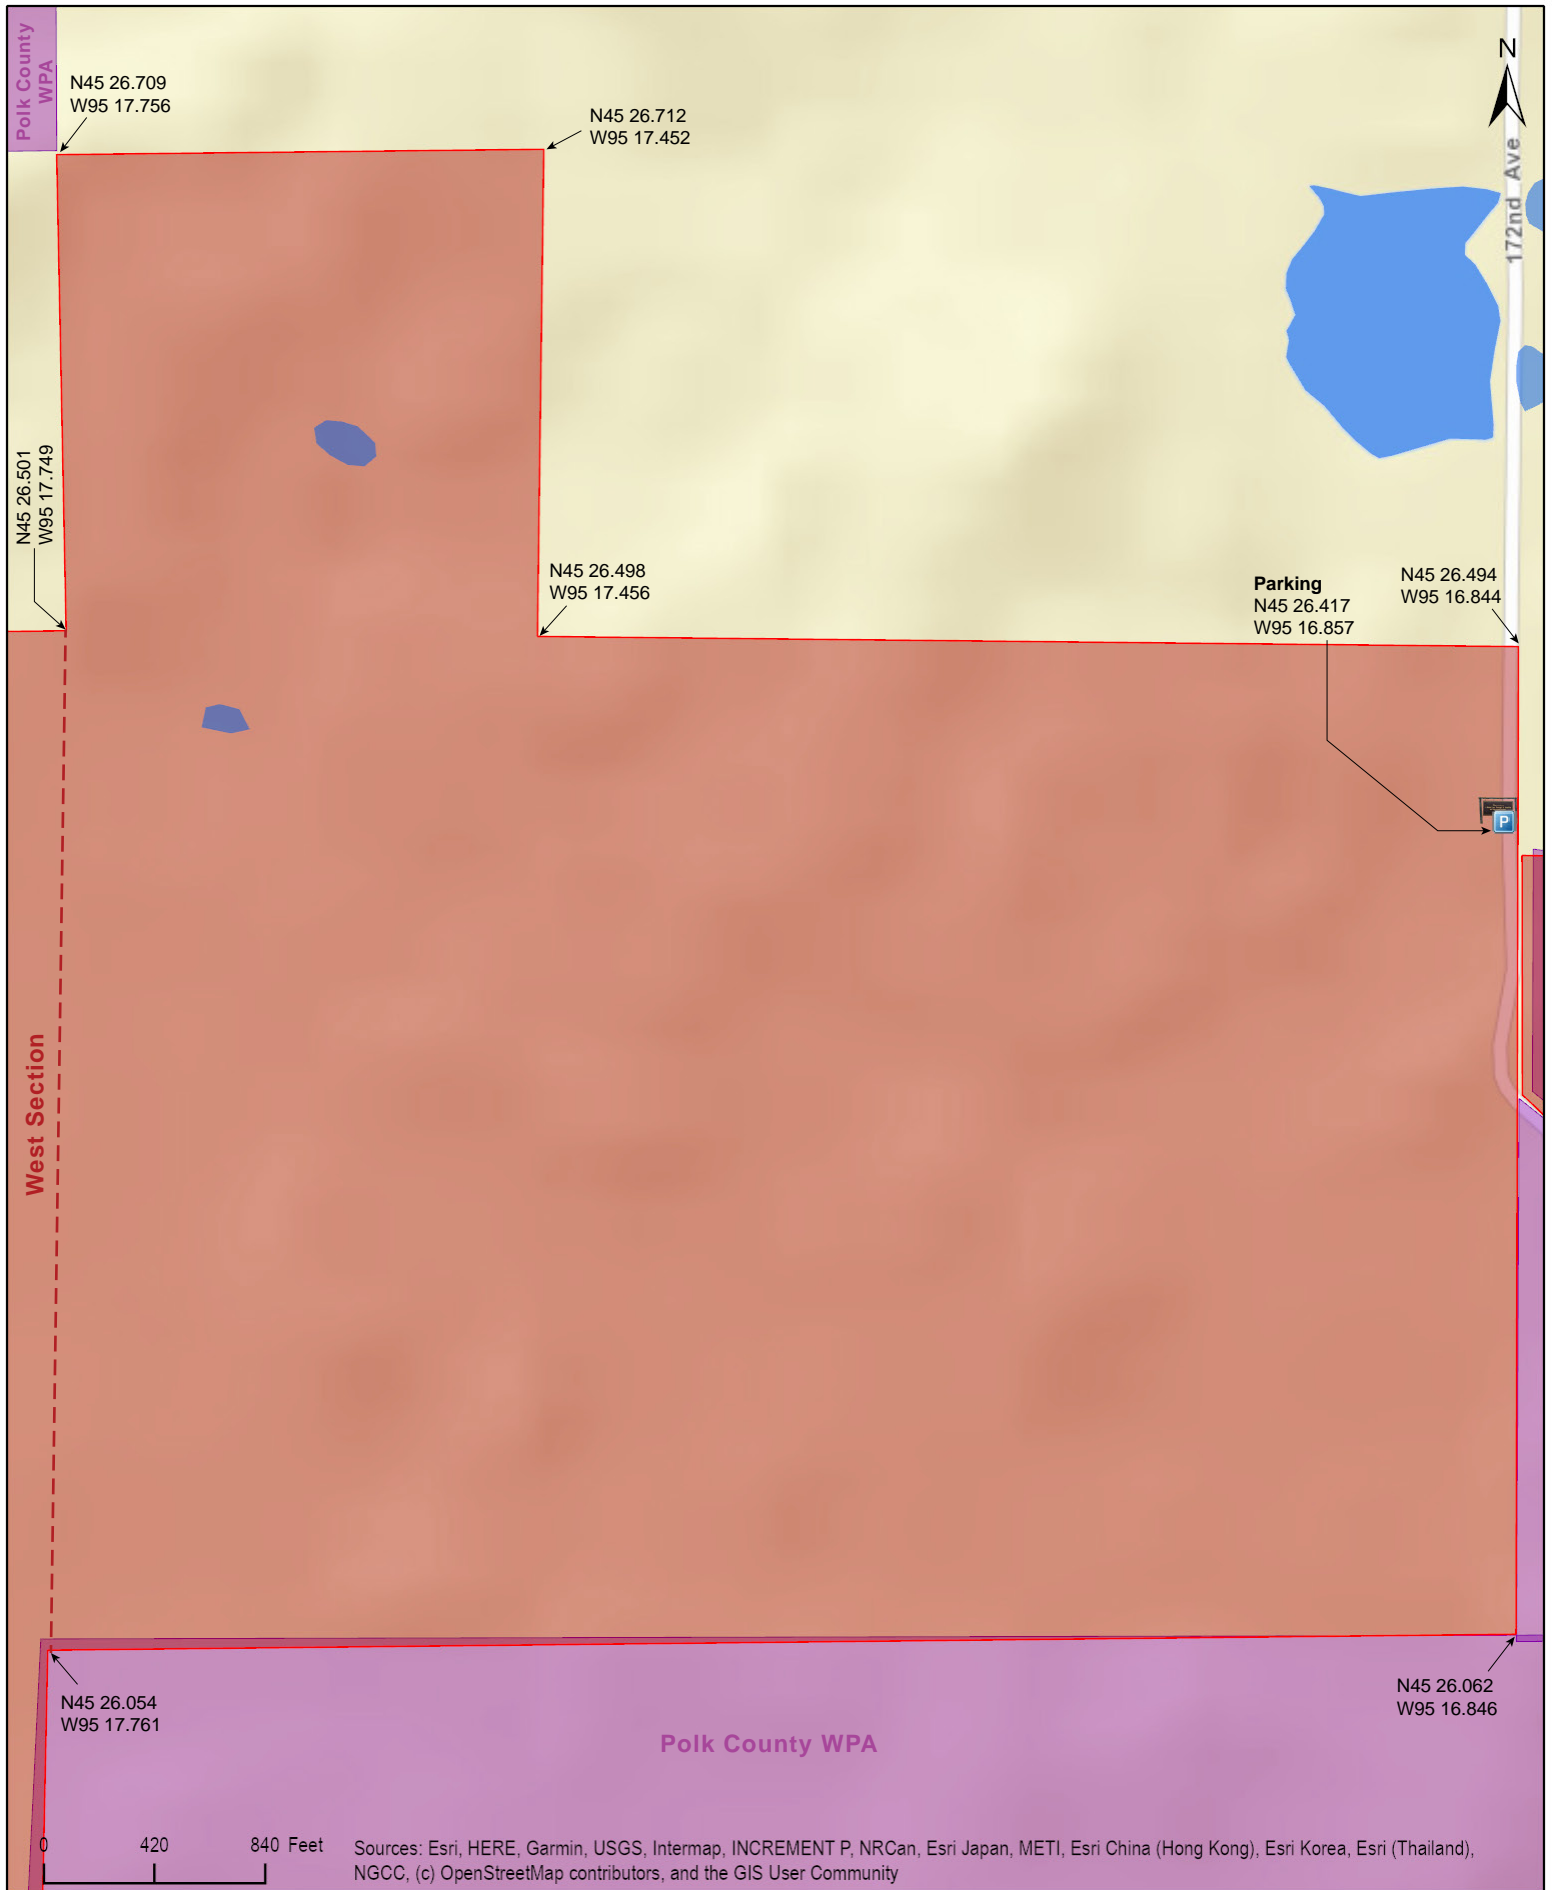 Polk County
WPA
N45 26.709
W95 17.756
N45 26.712
W95 17.452
N
172nd Ave
N45 26.501
W95 17.749
N45 26.498
W95 17.456
Parking
N45 26.417
W95 16.857
N45 26.494
W95 16.844
P
West Section
N45 26.054
W95 17.761
N45 26.062
W95 16.846
Polk County WPA
0 420 840 Feet
Sources: Esri, HERE, Garmin, USGS, Intermap, INCREMENT P, NRCan, Esri Japan, METI, Esri China (Hong Kong), Esri Korea, Esri (Thailand),
NGCC, (c) OpenStreetMap contributors, and the GIS User Community